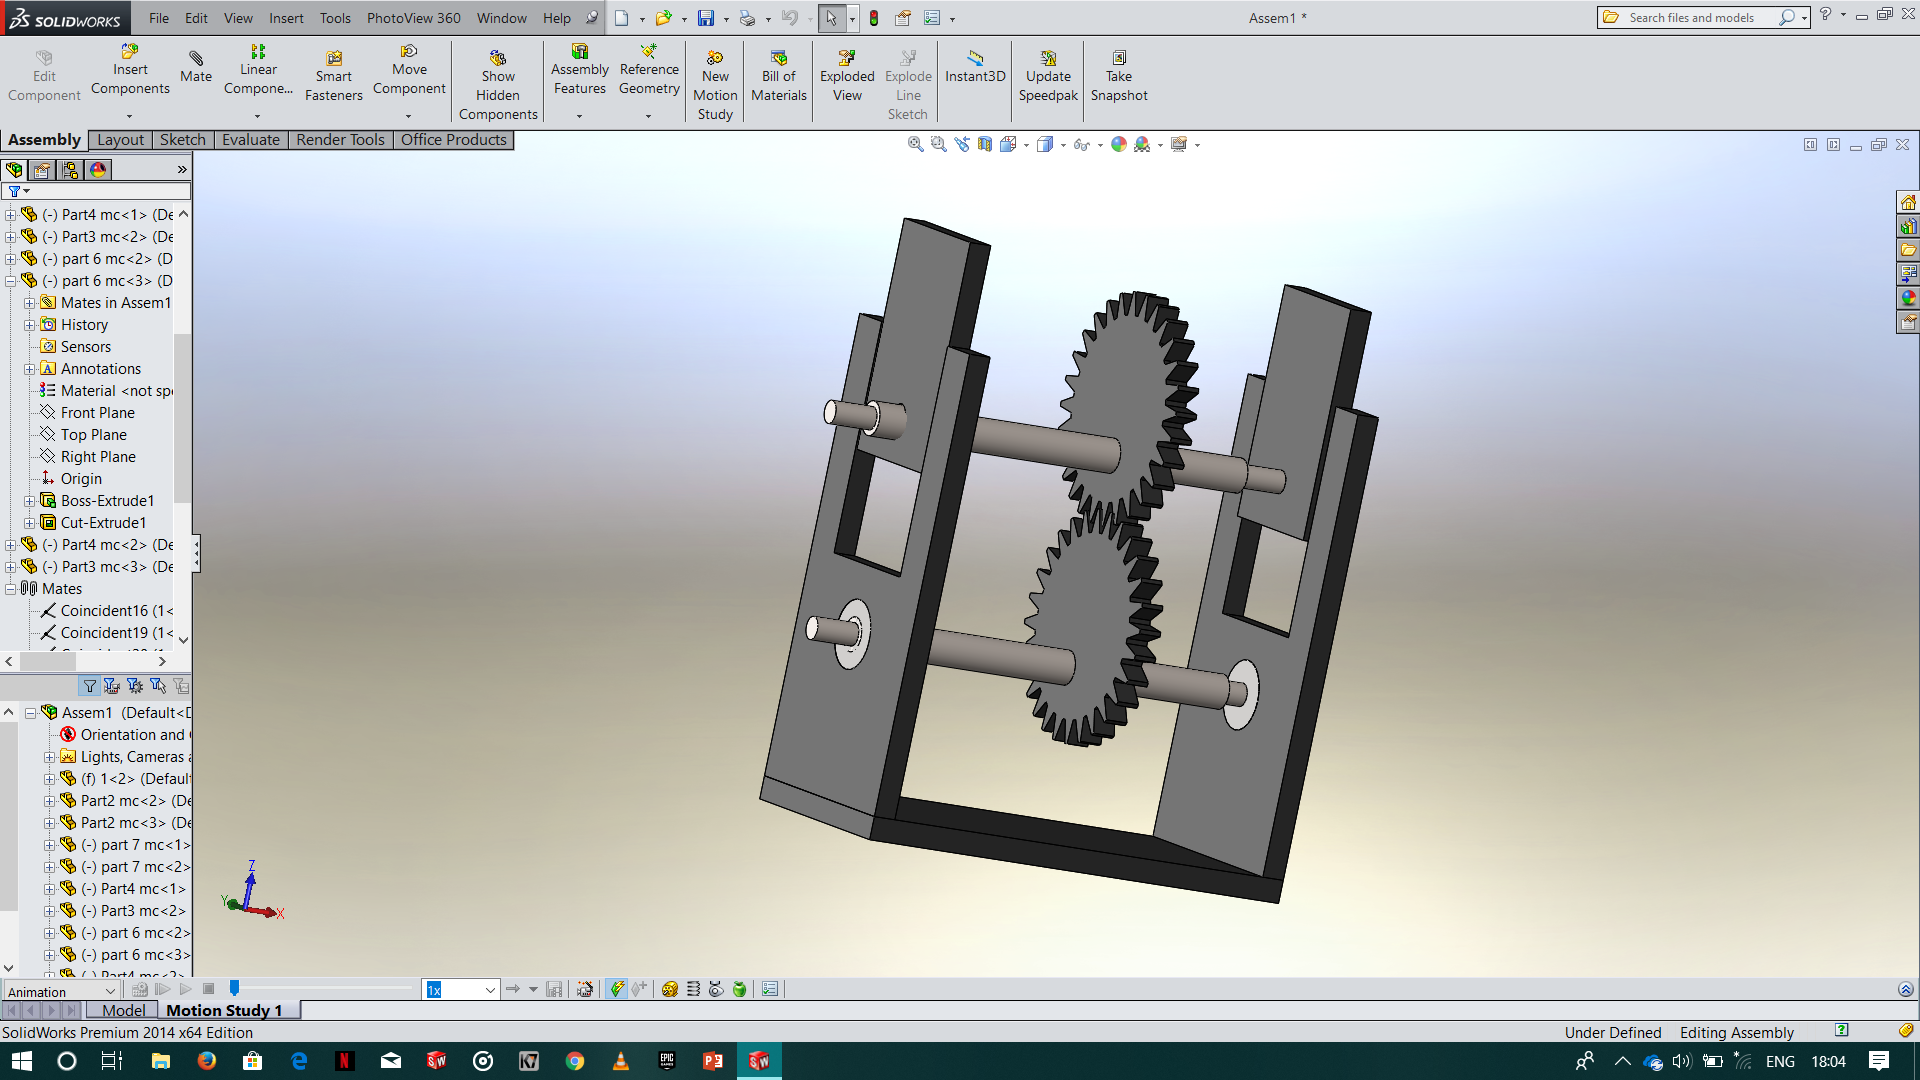 SOLIDWORKS
File Edit View Insert Tools PhotoView 360 Window Help
Assem1 *
Search files and models
Edit Component
Insert Components
Mate
Linear Compone...
Smart Fasteners
Move Component
Show Hidden Components
Assembly Features
Reference Geometry
New Motion Study
Bill of Materials
Exploded View
Explode Line Sketch
Instant3D
Update Speedpak
Take Snapshot
Assembly Layout Sketch Evaluate Render Tools Office Products
(-) Part4 mc<1> (De
(-) Part3 mc<2> (De
(-) part 6 mc<2> (D
(-) part 6 mc<3> (D
Mates in Assem1
History
Sensors
Annotations
Material <not sp
Front Plane
Top Plane
Right Plane
Origin
Boss-Extrude1
Cut-Extrude1
(-) Part4 mc<2> (De
(-) Part3 mc<3> (De
Mates
Coincident16 (1<
Coincident19 (1<
Assem1 (Default<D
Orientation and
Lights, Cameras
(f) 1<2> (Default
Part2 mc<2> (De
Part2 mc<3> (De
(-) part 7 mc<1>
(-) part 7 mc<2>
(-) Part4 mc<1>
(-) Part3 mc<2>
(-) part 6 mc<2>
(-) part 6 mc<3>
(-) Part4 mc<2>
Z
Y
X
Animation
1x
Model Motion Study 1
SolidWorks Premium 2014 x64 Edition
Under Defined Editing Assembly
ENG 18:04